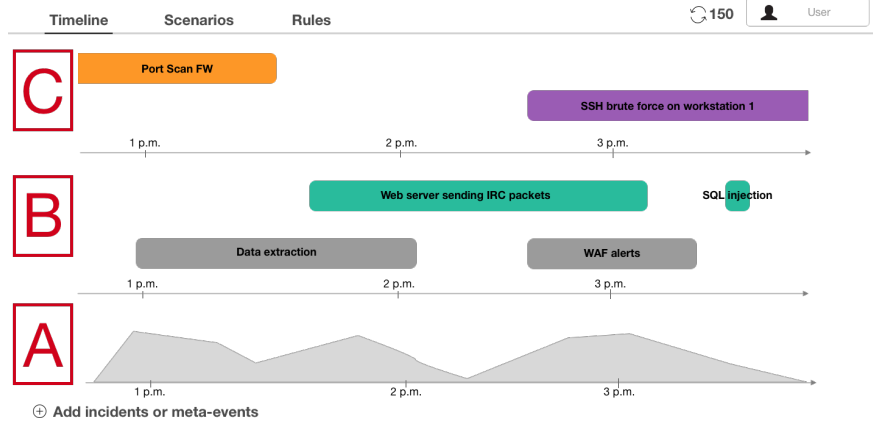 Timeline Scenarios Rules 150 User
C
Port Scan FW
SSH brute force on workstation 1
1 p.m. 2 p.m. 3 p.m.
B
Web server sending IRC packets SQL injection
Data extraction WAF alerts
1 p.m. 2 p.m. 3 p.m.
A
1 p.m. 2 p.m. 3 p.m.
Add incidents or meta-events